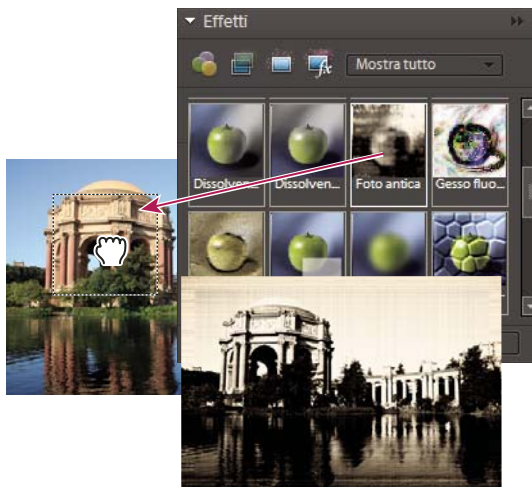 Effetti
Mostra tutto
Dissolven...
Dissolven...
Foto antica
Gesso fluo...